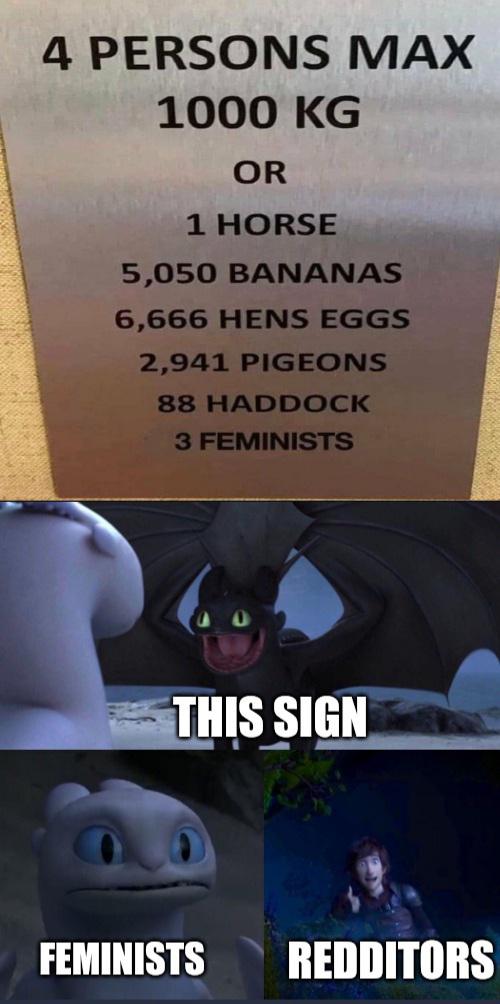 4 PERSONS MAX
1000 KG
OR
1 HORSE
5,050 BANANAS
6,666 HENS EGGS
2,941 PIGEONS
88 HADDOCK
3 FEMINISTS
THIS SIGN
FEMINISTS
REDDITORS